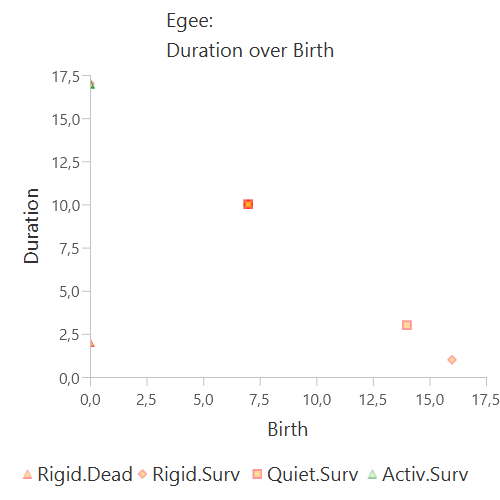 Egee:
Duration over Birth
17,5
15,0
12,5
10,0
7,5
5,0
2,5
0,0
Duration
0,0 2,5 5,0 7,5 10,0 12,5 15,0 17,5
Birth
Rigid.Dead Rigid.Surv Quiet.Surv Activ.Surv